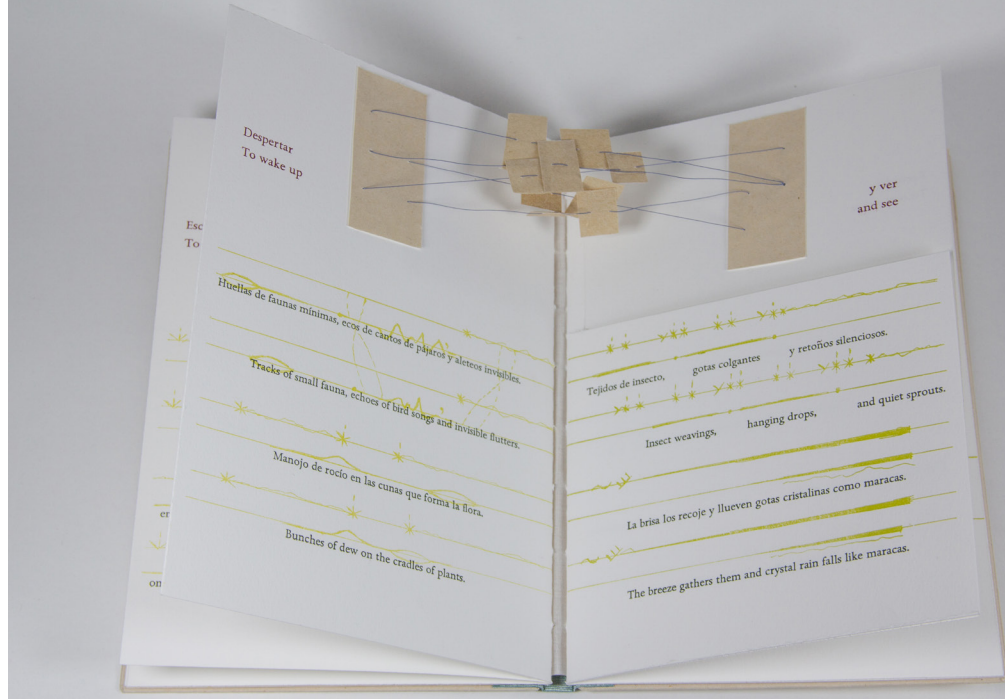 Despertar
To wake up
To
Huellas de faunas mínimas, ecos de cantos de pájaros y aleteos invisibles.
Tracks of small fauna, echoes of bird songs and invisible flutters.
Manojo de rocío en las cunas que forma la flora.
Bunches of dew on the cradles of plants.
y ver
and see
Tejidos de insecto, gotas colgantes y retoños silenciosos.
Insect weavings, hanging drops, and quiet sprouts.
La brisa los recoje y llueven gotas cristalinas como maracas.
The breeze gathers them and crystal rain falls like maracas.